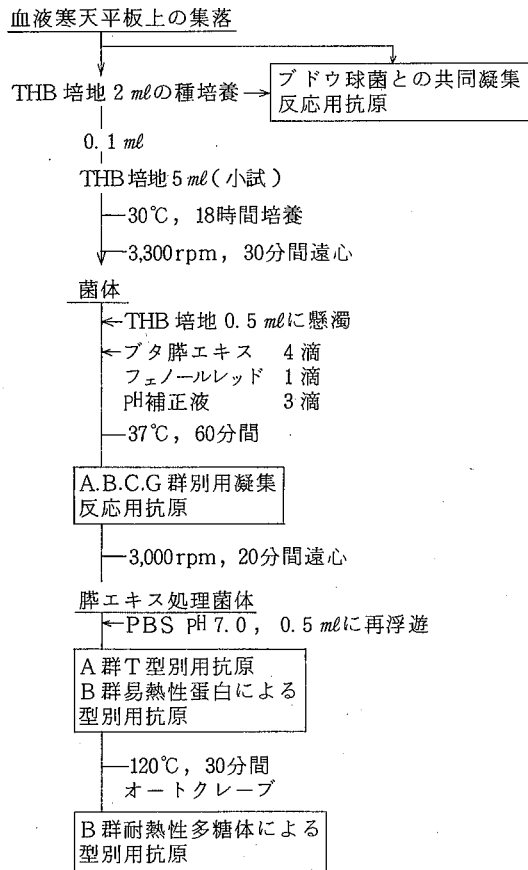 血液寒天平板上の集落
THB 培地 2 mlの種培養
ブドウ球菌との共同凝集
反応用抗原
0.1 ml
THB 培地 5 ml(小試)
30℃, 18時間培養
3,300rpm, 30分間遠心
菌体
THB 培地 0.5 mlに懸濁
ブタ膵エキス 4 滴
フェノールレッド 1 滴
pH補正液 3 滴
37℃, 60分間
A.B.C.G 群別用凝集
反応用抗原
3,000rpm, 20分間遠心
膵エキス処理菌体
PBS pH 7.0, 0.5 mlに再浮遊
A群T型別用抗原
B群易熱性蛋白による
型別用抗原
120℃, 30分間
オートクレーブ
B群耐熱性多糖体による
型別用抗原